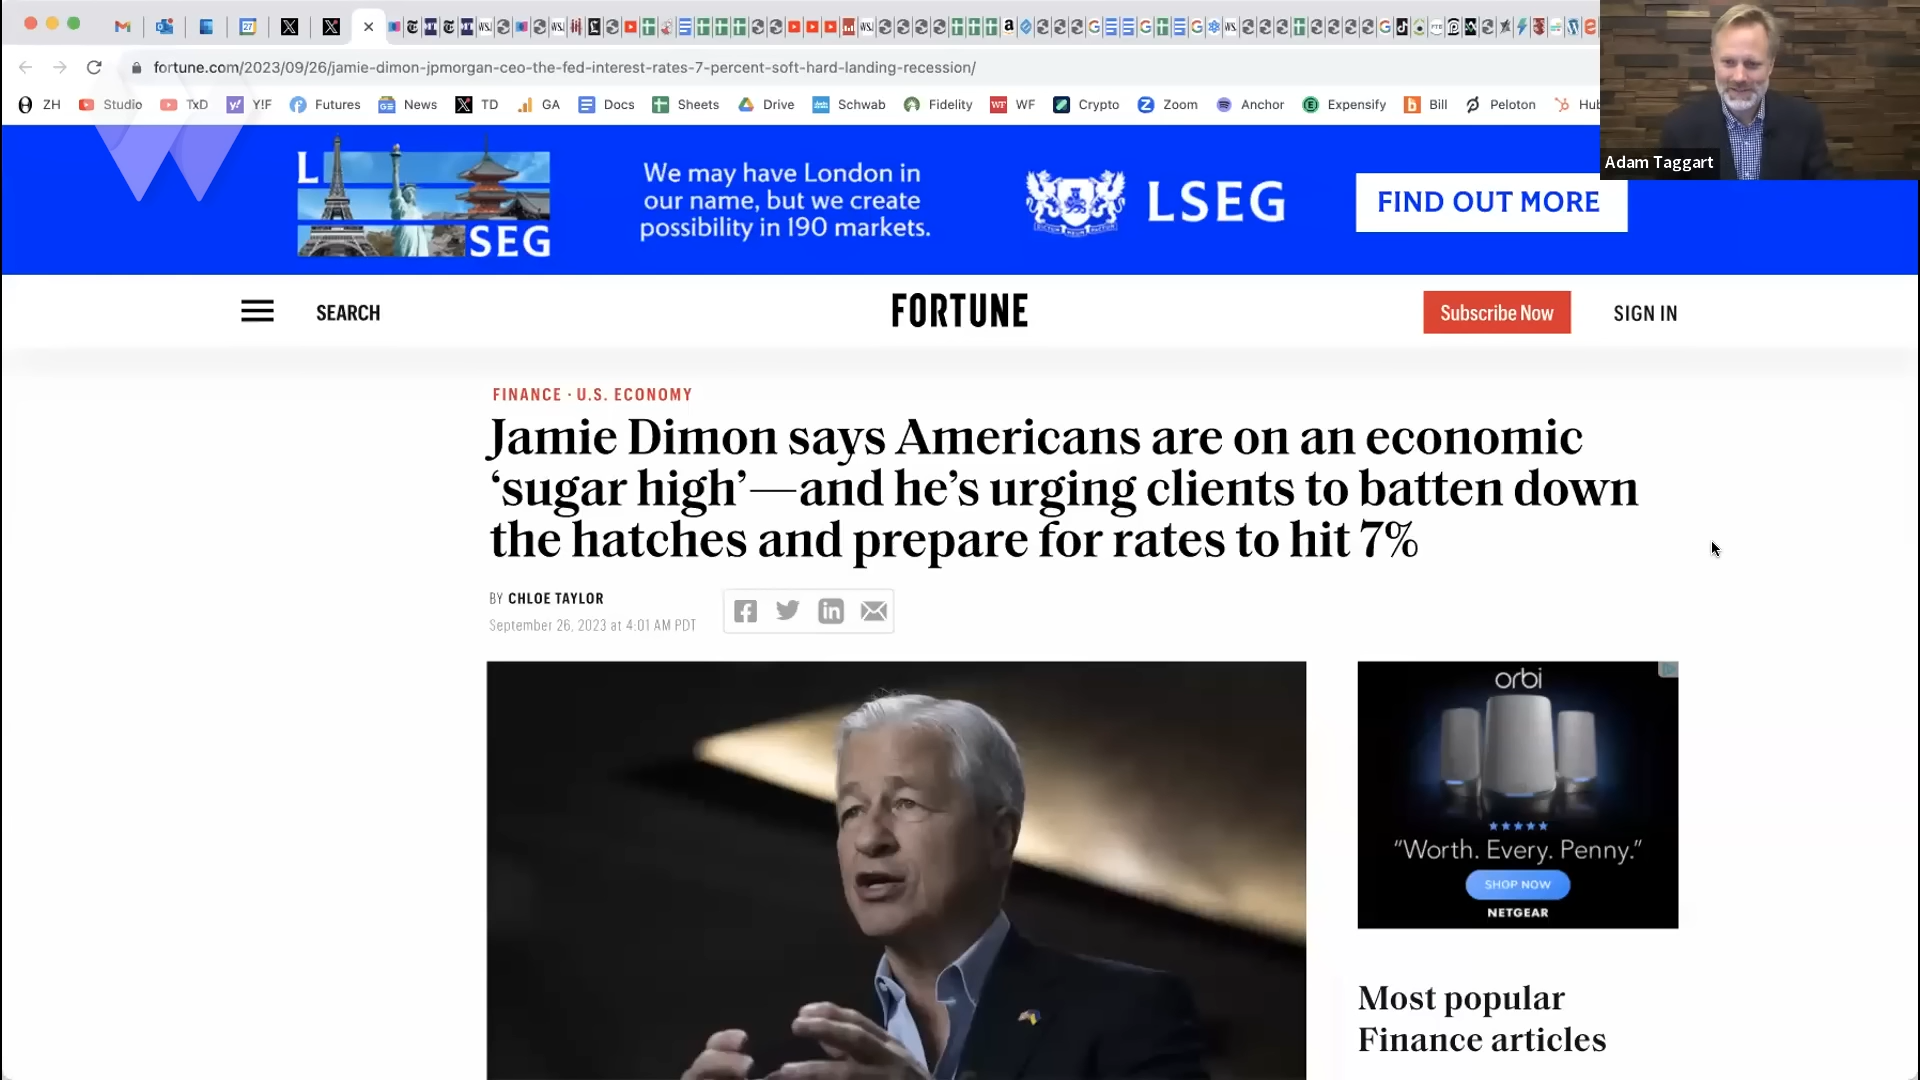 fortune.com/2023/09/26/jamie-dimon-jpmorgan-ceo-the-fed-interest-rates-7-percent-soft-hard-landing-recession/
ZH Studio TxD Y!F Futures News TD GA Docs Sheets Drive Schwab Fidelity WF Crypto Zoom Anchor Expensify Bill Peloton Hub
Adam Taggart
L
SEG
We may have London in
our name, but we create
possibility in 190 markets.
LSEG
FIND OUT MORE
SEARCH
FORTUNE
Subscribe Now
SIGN IN
FINANCE · U.S. ECONOMY
Jamie Dimon says Americans are on an economic
‘sugar high’—and he’s urging clients to batten down
the hatches and prepare for rates to hit 7%
BY CHLOE TAYLOR
September 26, 2023 at 4:01 AM PDT
orbi
“Worth. Every. Penny.”
SHOP NOW
NETGEAR
Most popular
Finance articles